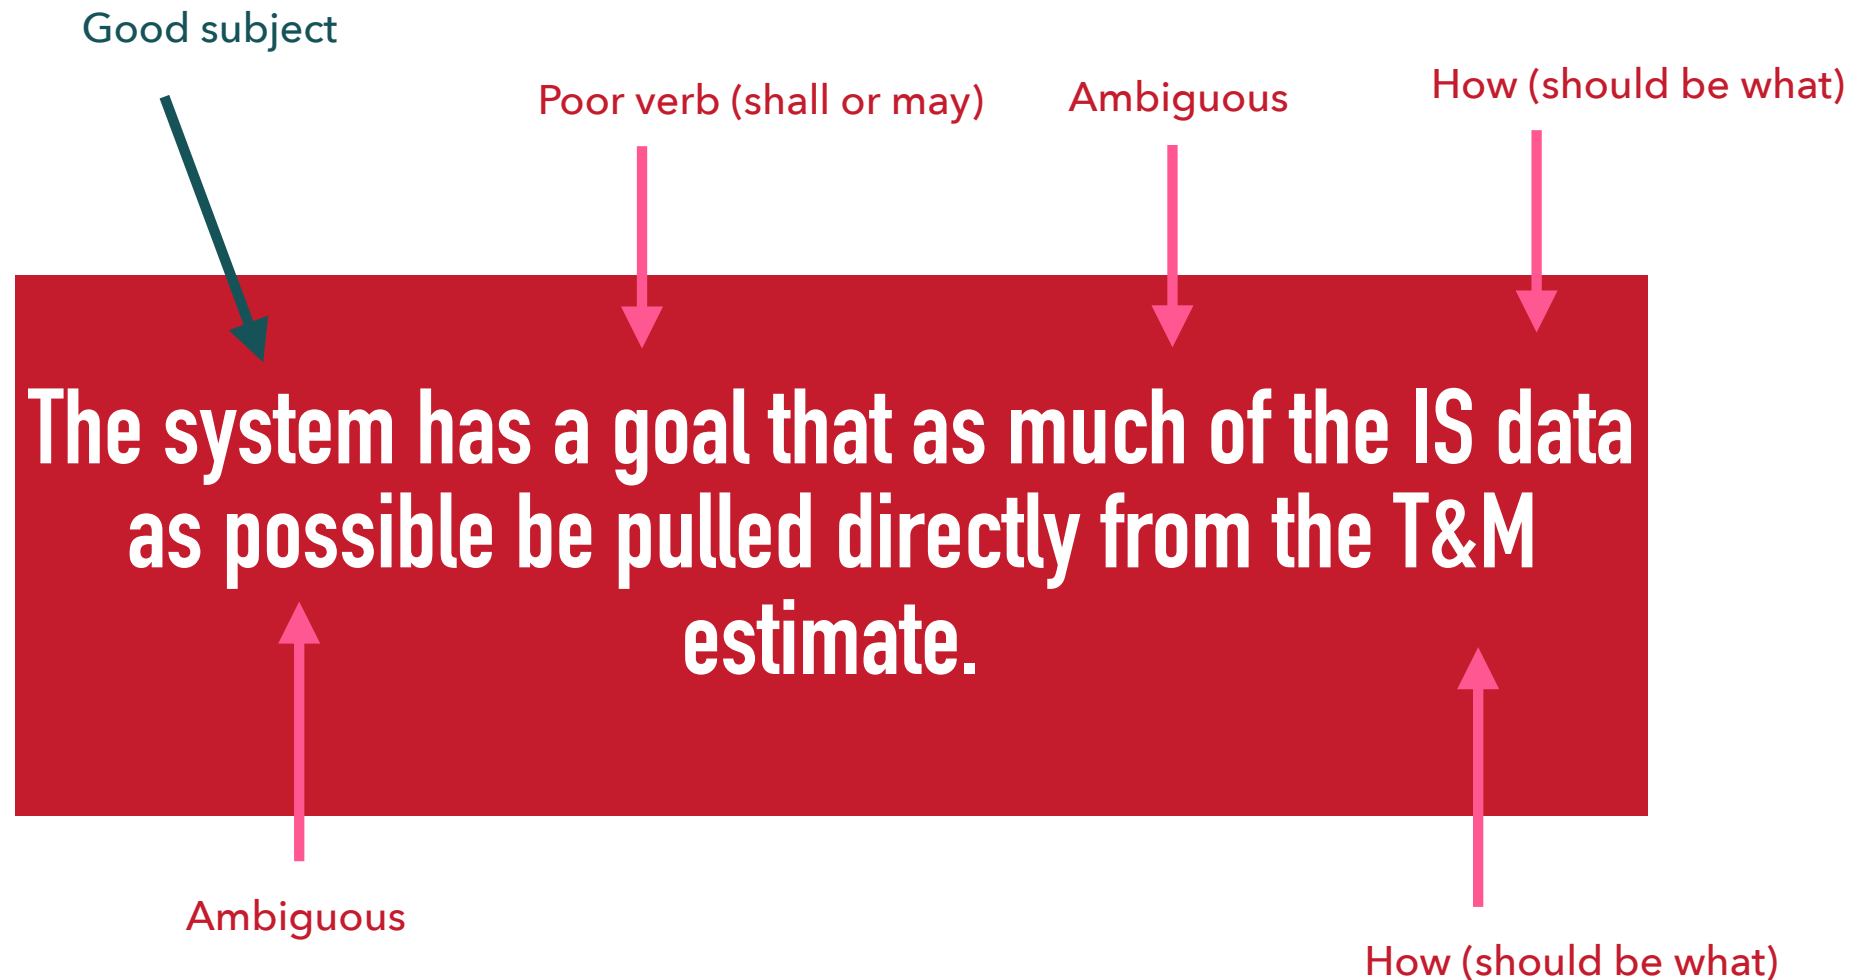 Good subject
Poor verb (shall or may)
Ambiguous
How (should be what)
The system has a goal that as much of the IS data
as possible be pulled directly from the T&M
estimate.
Ambiguous
How (should be what)